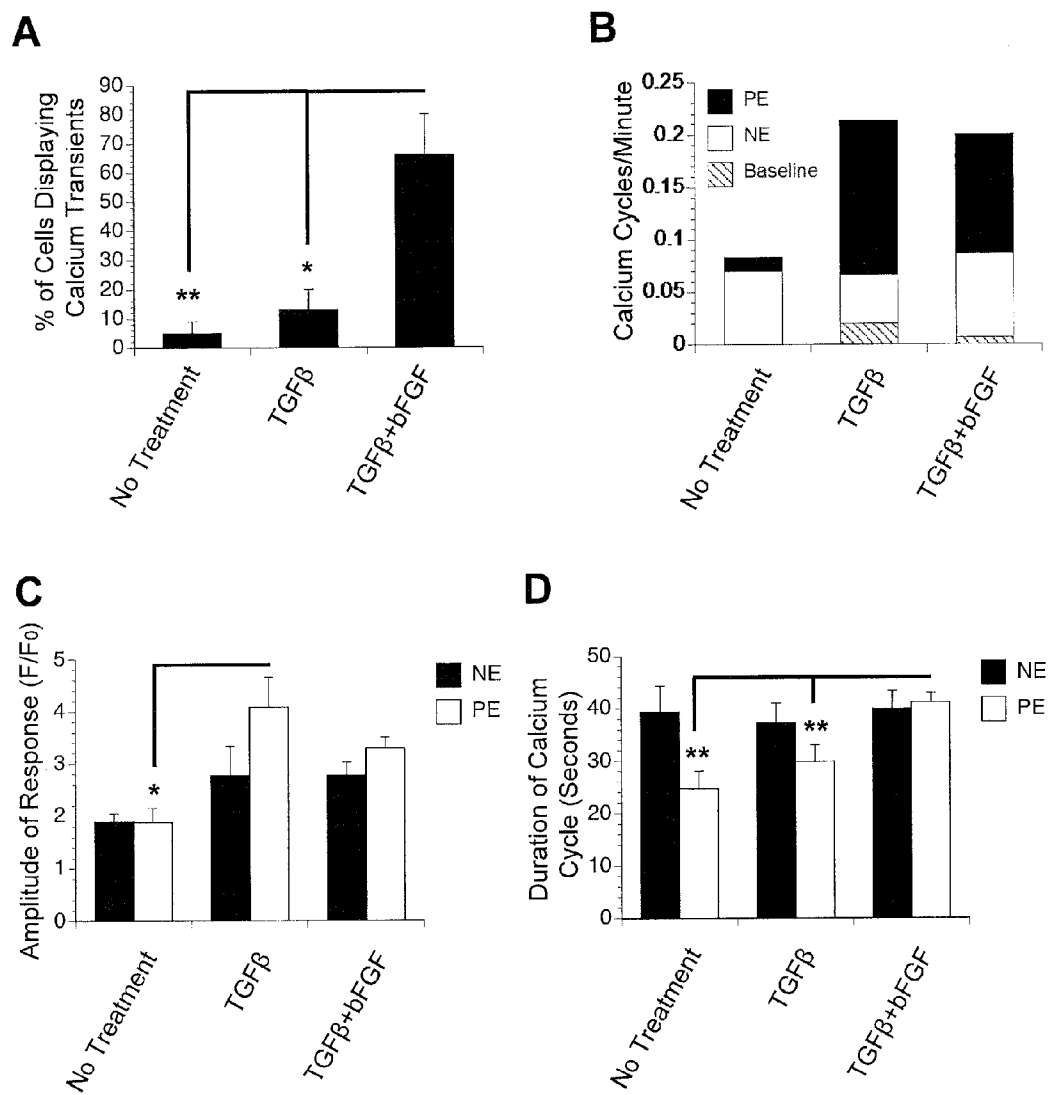 A
% of Cells Displaying
Calcium Transients
90
80
70
60
50
40
30
20
10
0
**
*
No Treatment
TGFβ
TGFβ+bFGF
B
Calcium Cycles/Minute
0.25
0.2
0.15
0.1
0.05
0
PE
NE
Baseline
No Treatment
TGFβ
TGFβ+bFGF
C
Amplitude of Response (F/F0)
5
4
3
2
1
0
*
NE
PE
No Treatment
TGFβ
TGFβ+bFGF
D
Duration of Calcium
Cycle (Seconds)
50
40
30
20
10
0
**
**
NE
PE
No Treatment
TGFβ
TGFβ+bFGF